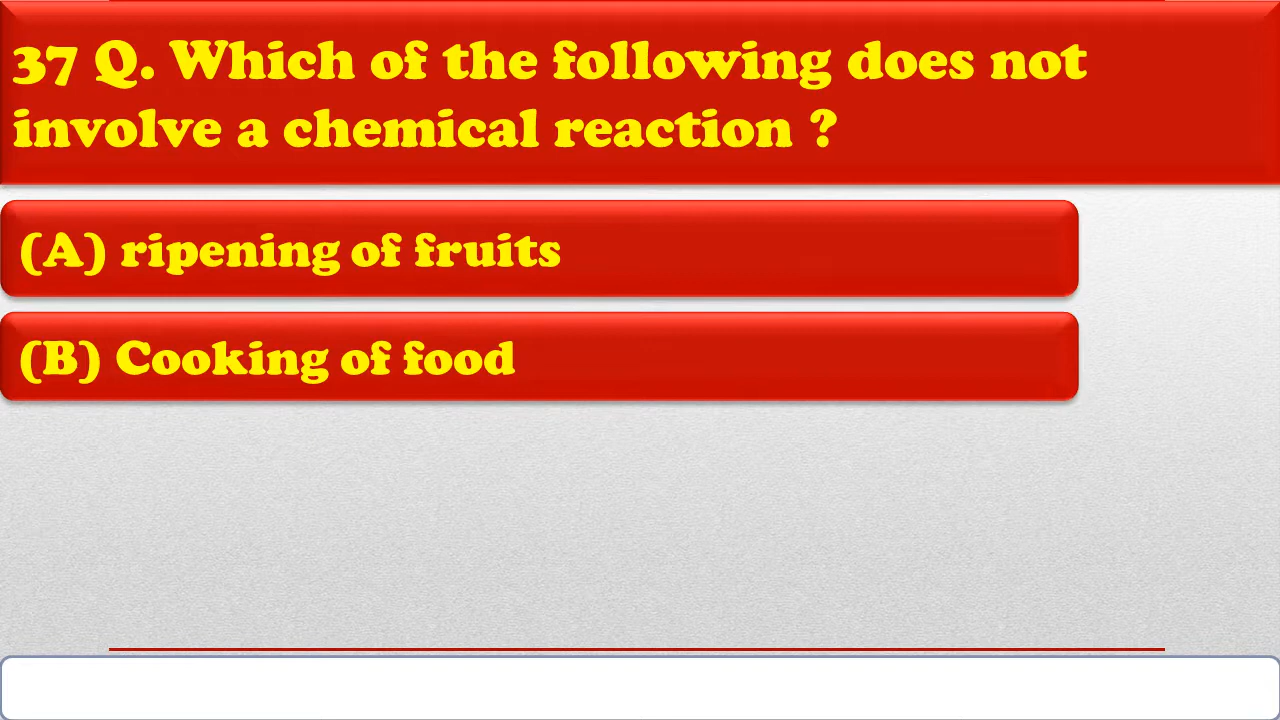 37 Q. Which of the following does not
involve a chemical reaction ?
(A) ripening of fruits
(B) Cooking of food